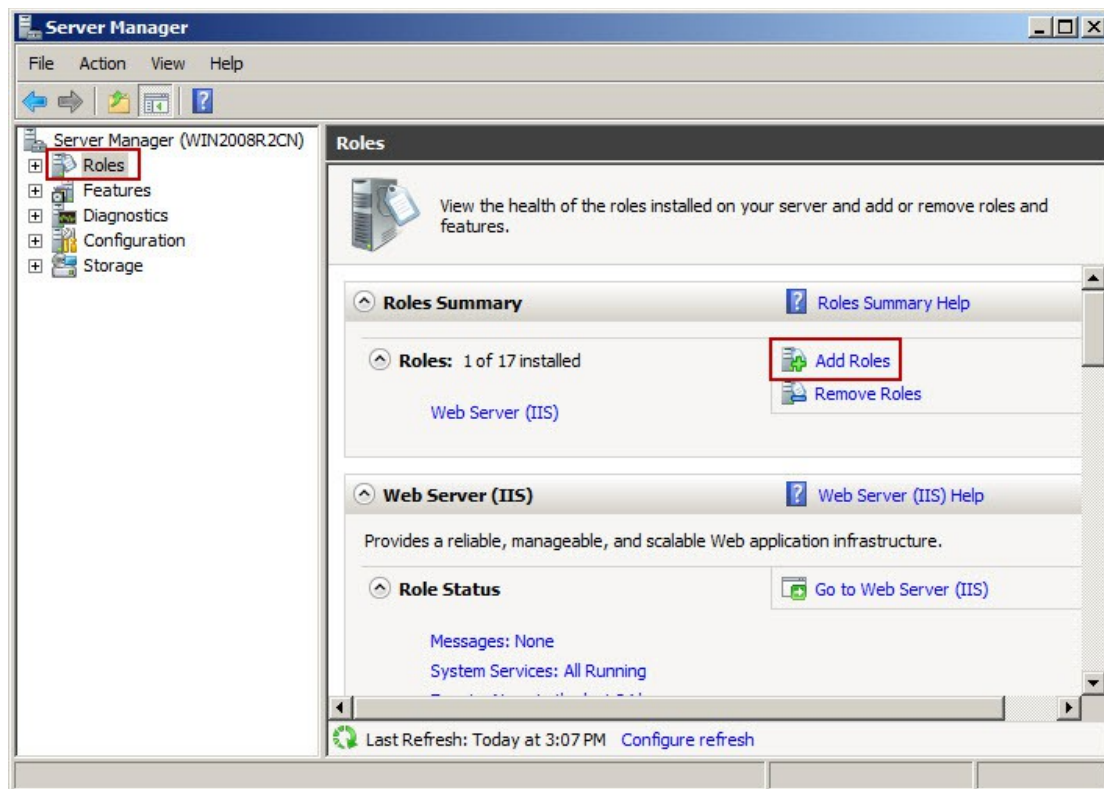 Server Manager
File Action View Help
Server Manager (WIN2008R2CN)
Roles
Features
Diagnostics
Configuration
Storage
Roles
View the health of the roles installed on your server and add or remove roles and
features.
Roles Summary
Roles Summary Help
Roles: 1 of 17 installed
Add Roles
Remove Roles
Web Server (IIS)
Web Server (IIS)
Web Server (IIS) Help
Provides a reliable, manageable, and scalable Web application infrastructure.
Role Status
Go to Web Server (IIS)
Messages: None
System Services: All Running
Last Refresh: Today at 3:07 PM Configure refresh